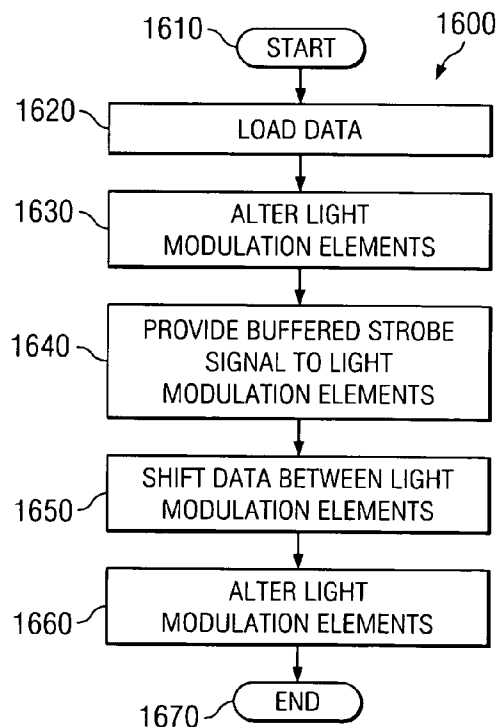 1610
START
1600
1620
LOAD DATA
1630
ALTER LIGHT
MODULATION ELEMENTS
1640
PROVIDE BUFFERED STROBE
SIGNAL TO LIGHT
MODULATION ELEMENTS
1650
SHIFT DATA BETWEEN LIGHT
MODULATION ELEMENTS
1660
ALTER LIGHT
MODULATION ELEMENTS
1670
END